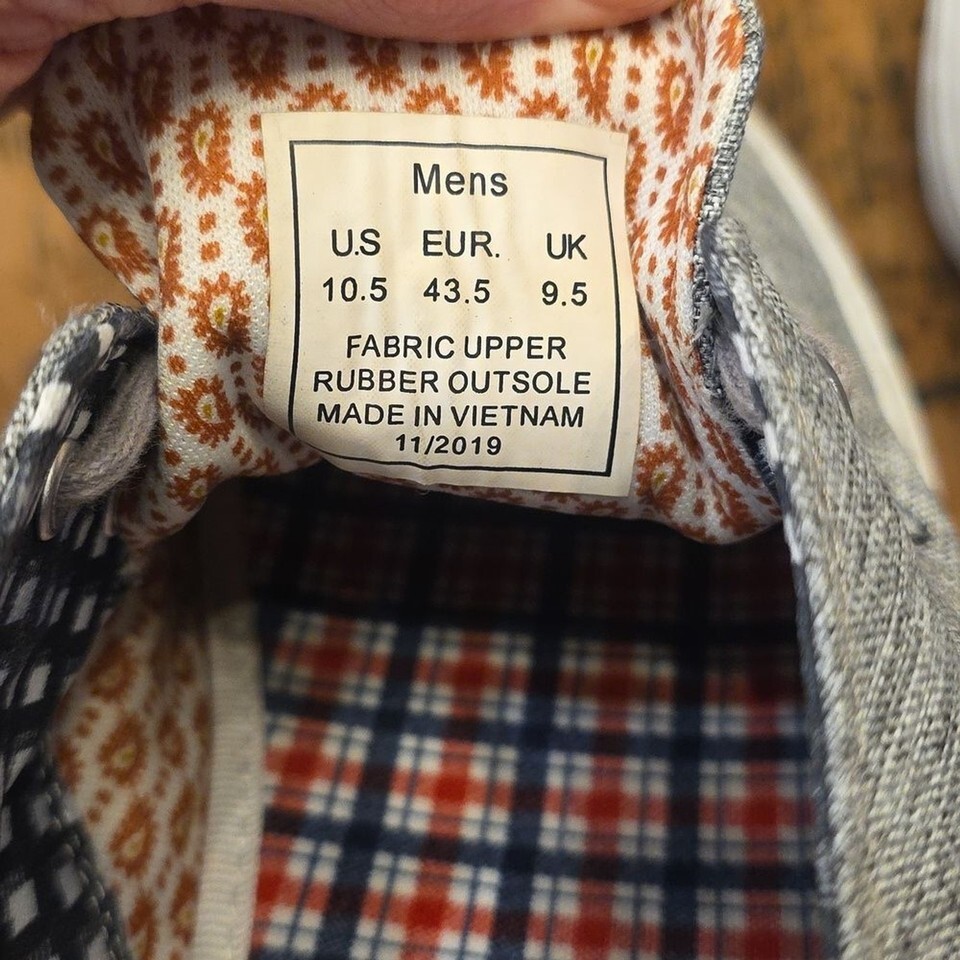 Mens
U.S EUR. UK
10.5 43.5 9.5
FABRIC UPPER
RUBBER OUTSOLE
MADE IN VIETNAM
11/2019